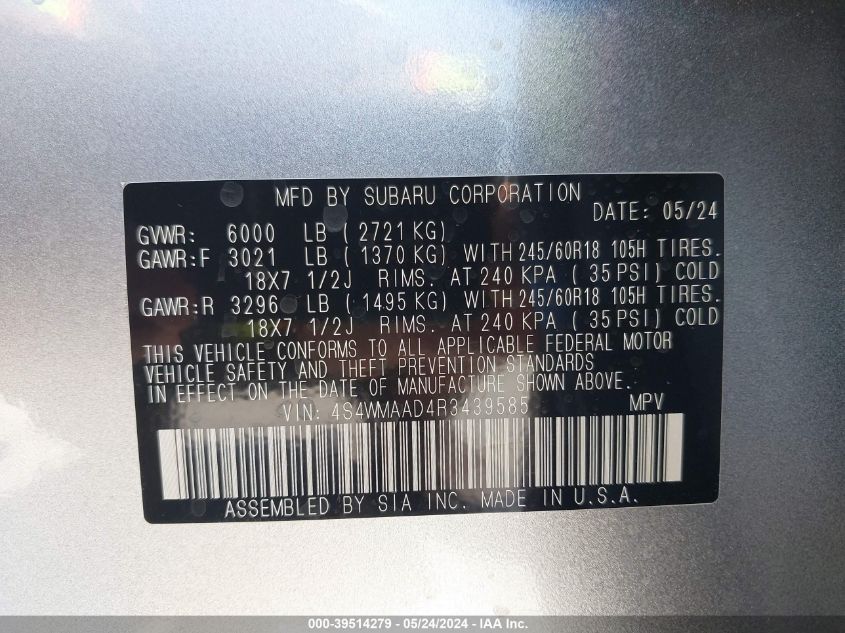 MFD BY SUBARU CORPORATION
DATE: 05/24
GVWR: 6000 LB ( 2721 KG)
GAWR:F 3021 LB ( 1370 KG) WITH 245/60R18 105H TIRES.
18X7 1/2J RIMS. AT 240 KPA ( 35 PSI) COLD
GAWR:R 3296 LB ( 1495 KG) WITH 245/60R18 105H TIRES.
18X7 1/2J RIMS. AT 240 KPA ( 35 PSI) COLD
THIS VEHICLE CONFORMS TO ALL APPLICABLE FEDERAL MOTOR
VEHICLE SAFETY AND THEFT PREVENTION STANDARDS
IN EFFECT ON THE DATE OF MANUFACTURE SHOWN ABOVE.
VIN: 4S4WMAAD4R3439585 MPV
ASSEMBLED BY SIA INC. MADE IN U.S.A.
000-39514279 - 05/24/2024 - IAA Inc.